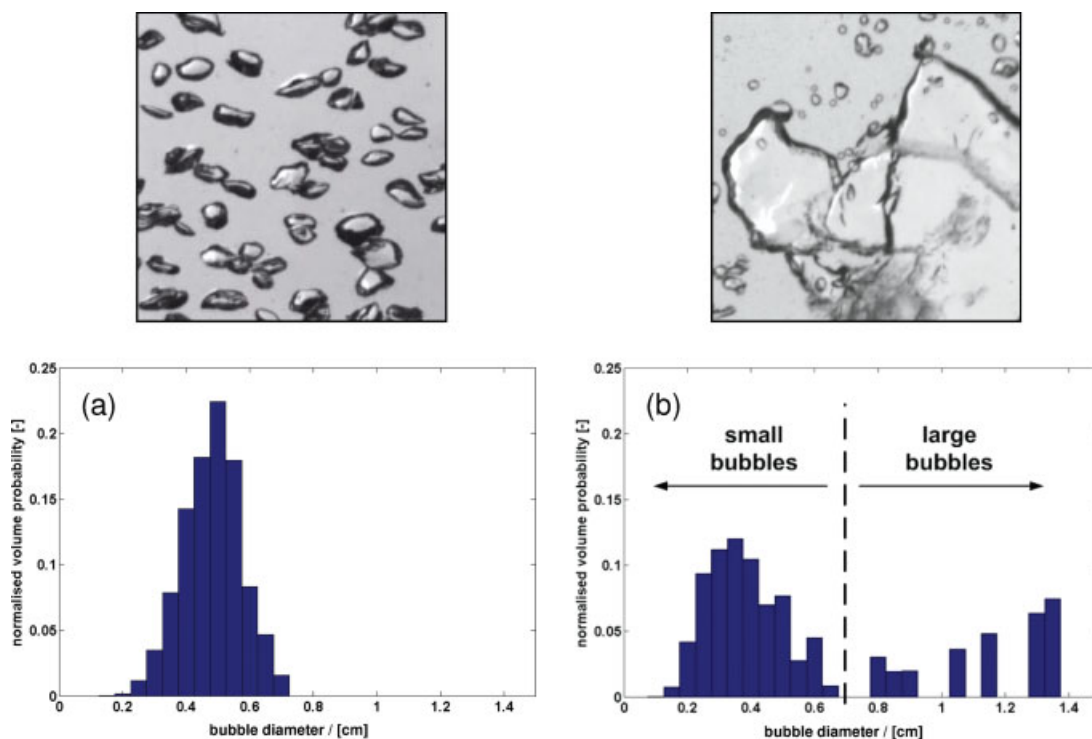 0.25
(a)
0.2
0.15
0.1
0.05
0
normalised volume probability [-]
0 0.2 0.4 0.6 0.8 1 1.2 1.4
bubble diameter / [cm]
0.25
(b)
small
bubbles
large
bubbles
0.2
0.15
0.1
0.05
0
normalised volume probability [-]
0 0.2 0.4 0.6 0.8 1 1.2 1.4
bubble diameter / [cm]